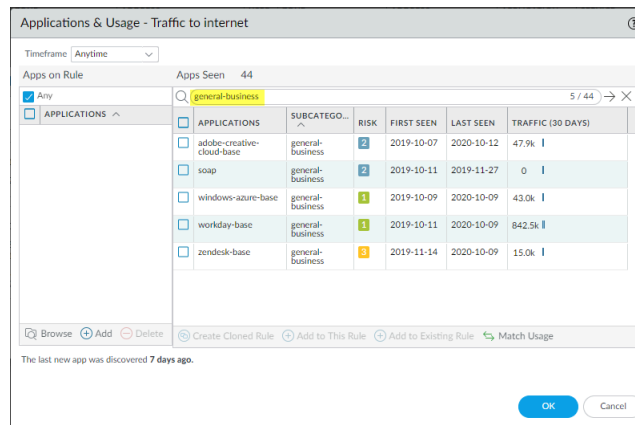 Applications & Usage - Traffic to internet
Timeframe Anytime
Apps on Rule
Apps Seen 44
Any
general-business
5 / 44
APPLICATIONS
APPLICATIONS SUBCATEGO... RISK FIRST SEEN LAST SEEN TRAFFIC (30 DAYS)
adobe-creative-cloud-base general-business 2 2019-10-07 2020-10-12 47.9k
soap general-business 2 2019-10-11 2019-11-27 0
windows-azure-base general-business 1 2019-10-09 2020-10-09 43.0k
workday-base general-business 1 2019-10-11 2020-10-09 842.5k
zendesk-base general-business 3 2019-11-14 2020-10-09 15.0k
Browse Add Delete
Create Cloned Rule Add to This Rule Add to Existing Rule Match Usage
The last new app was discovered 7 days ago.
OK Cancel